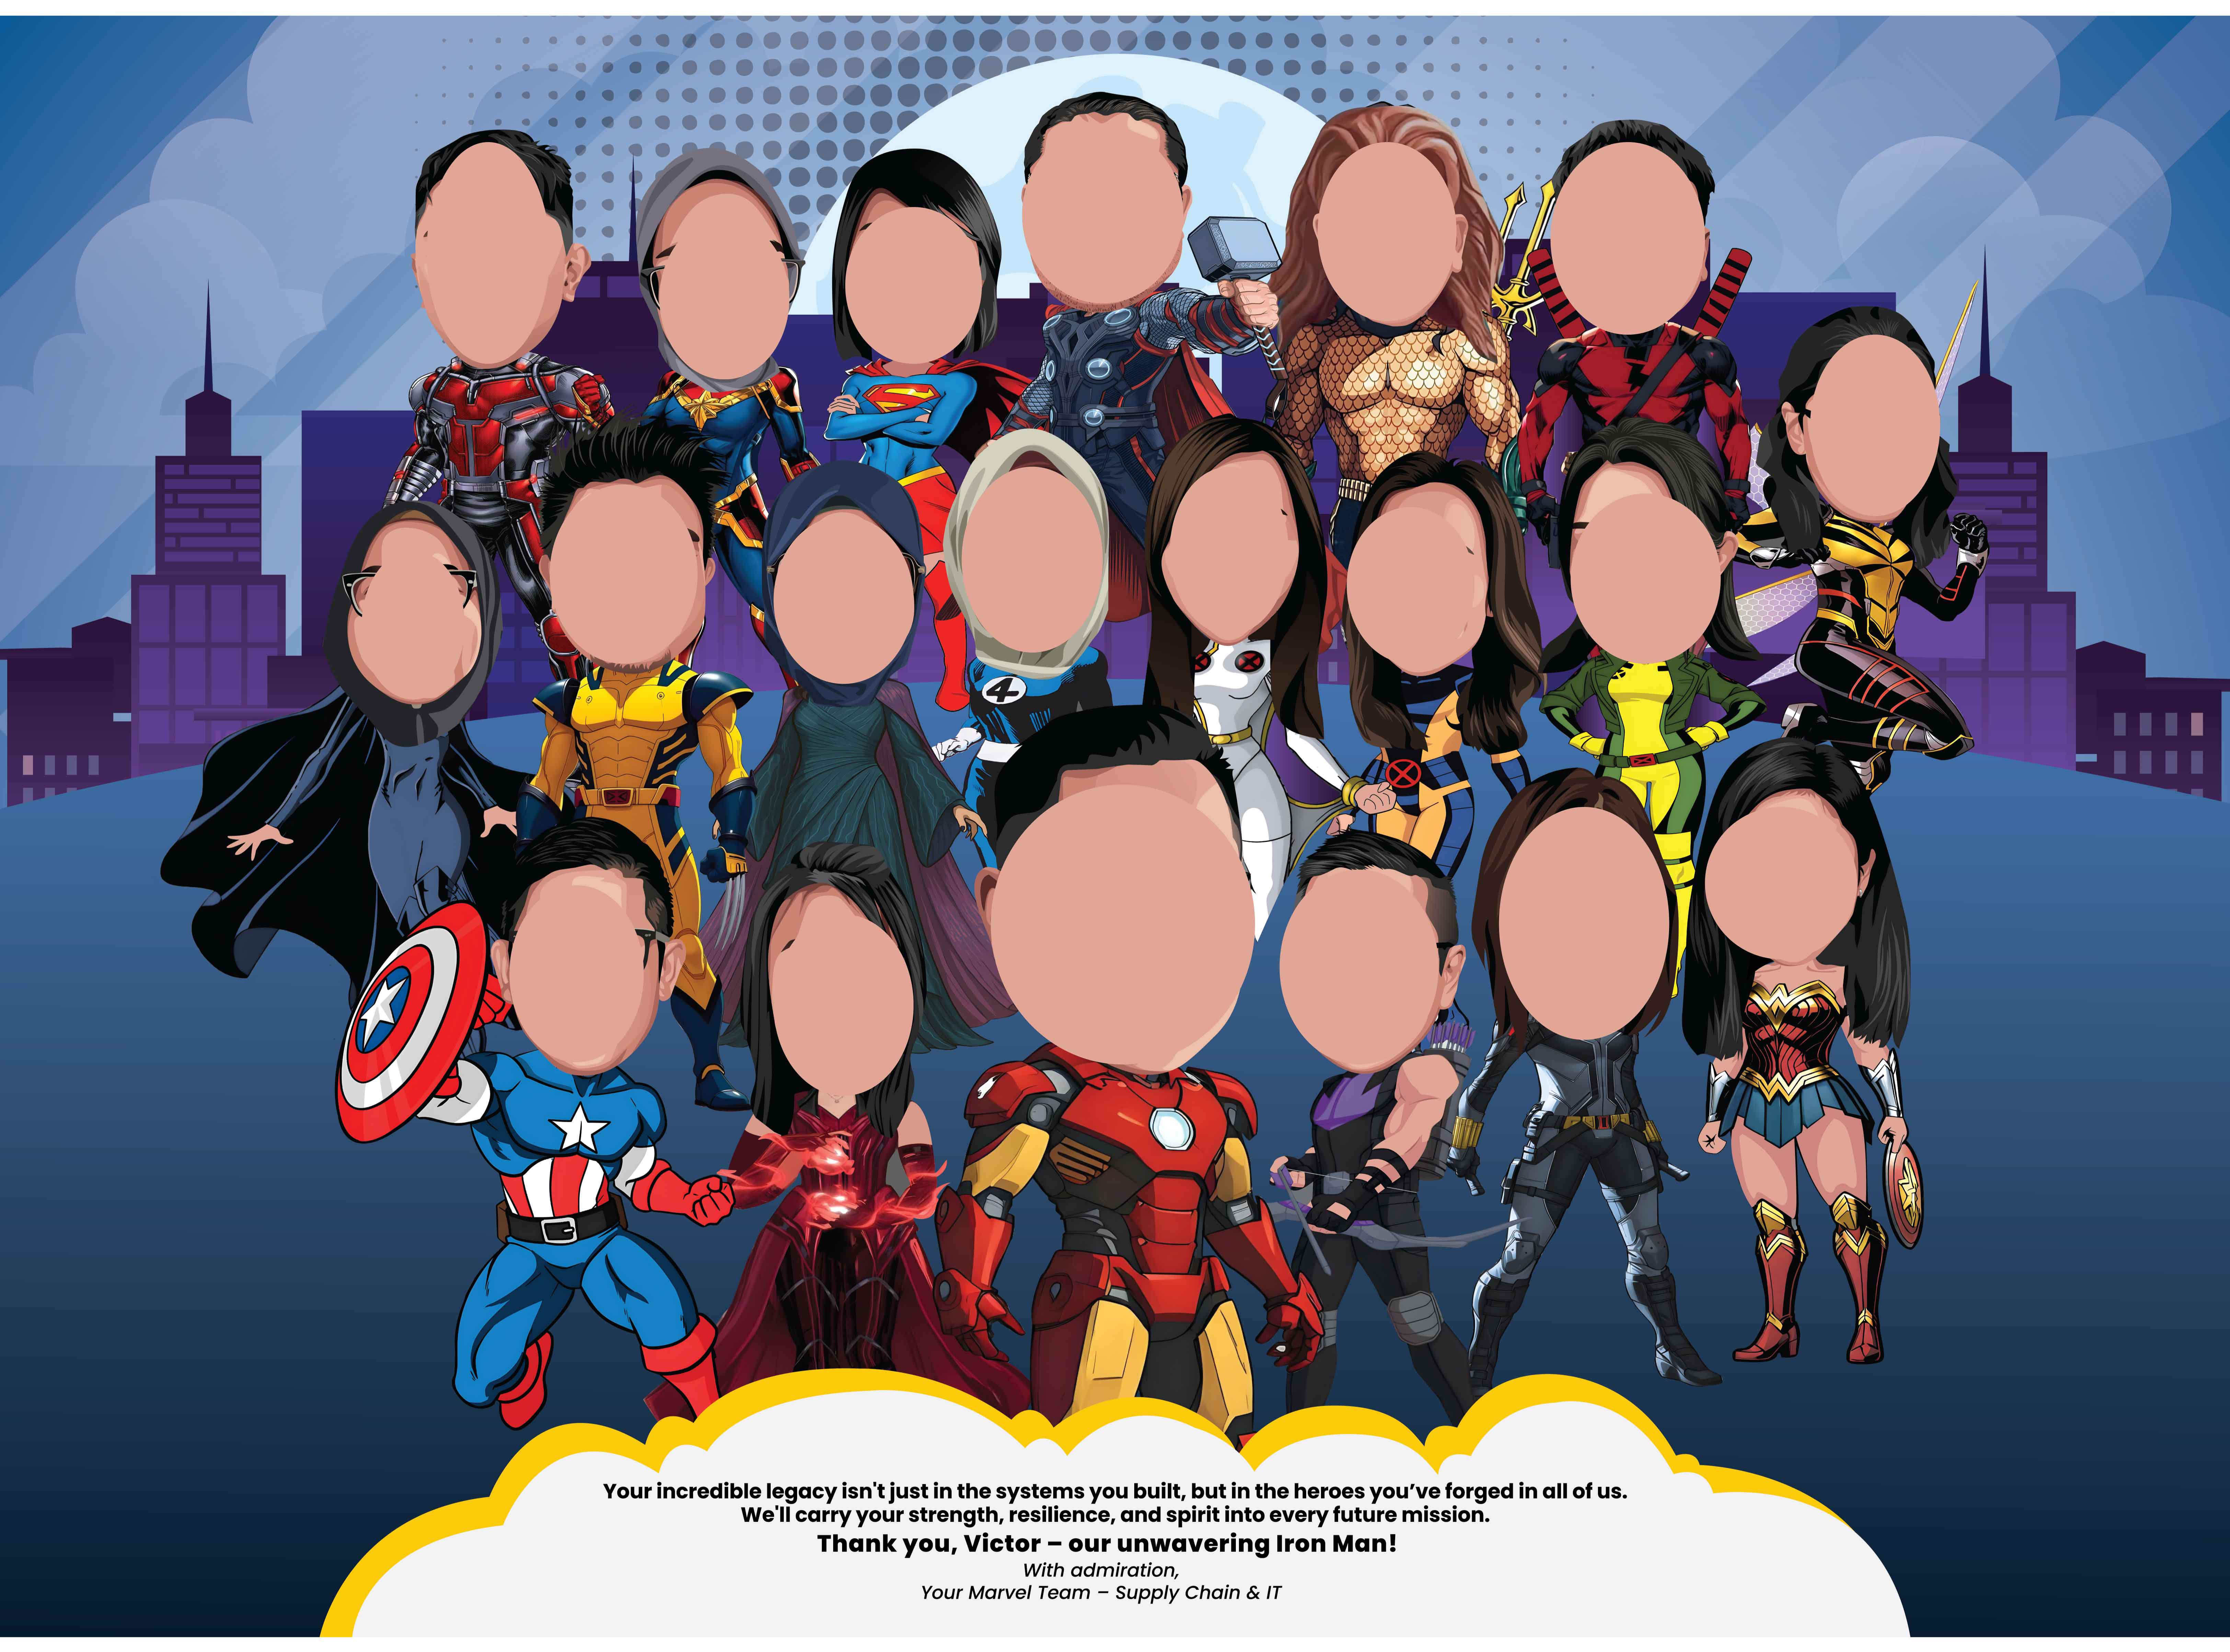 4
Your incredible legacy isn't just in the systems you built, but in the heroes you’ve forged in all of us.
We'll carry your strength, resilience, and spirit into every future mission.
Thank you, Victor – our unwavering Iron Man!
With admiration,
Your Marvel Team – Supply Chain & IT